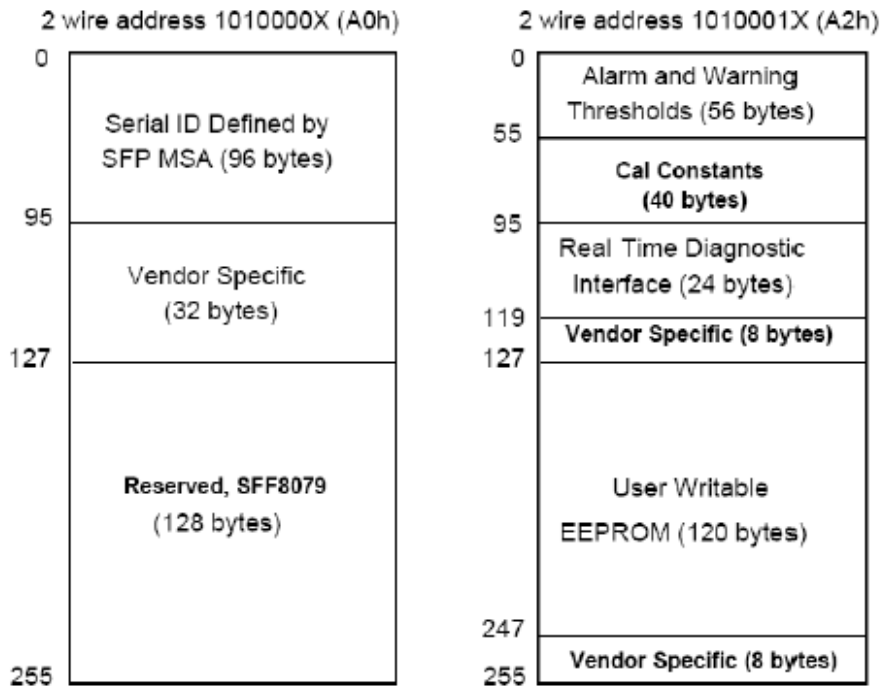 2 wire address 1010000X (A0h)
0
Serial ID Defined by
SFP MSA (96 bytes)
95
Vendor Specific
(32 bytes)
127
Reserved, SFF8079
(128 bytes)
255
2 wire address 1010001X (A2h)
0
Alarm and Warning
Thresholds (56 bytes)
55
Cal Constants
(40 bytes)
95
Real Time Diagnostic
Interface (24 bytes)
119
Vendor Specific (8 bytes)
127
User Writable
EEPROM (120 bytes)
247
Vendor Specific (8 bytes)
255